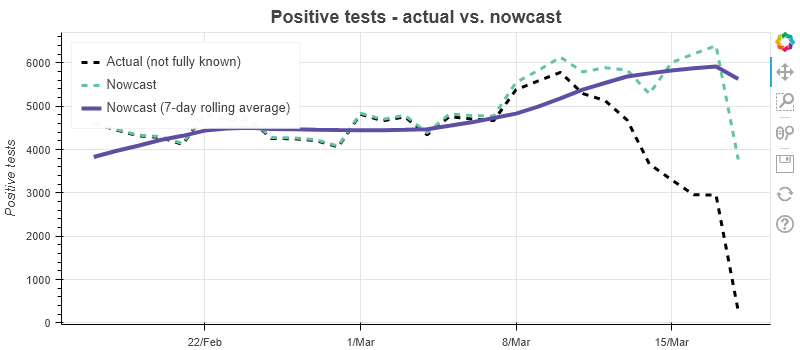 Positive tests - actual vs. nowcast
Actual (not fully known)
Nowcast
Nowcast (7-day rolling average)
Positive tests
6000
5000
4000
3000
2000
1000
0
22/Feb
1/Mar
8/Mar
15/Mar